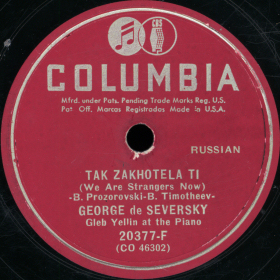 CBS
COLUMBIA
Mfrd. under Pats. Pending Trade Marks Reg. U.S.
Pat. Off. Marcas Registradas Made in U.S.A.
RUSSIAN
TAK ZAKHOTELA TI
(We Are Strangers Now)
-B. Prozorovski-B. Timotheev-
GEORGE de SEVERSKY
Gleb Yellin at the Piano
20377-F
(CO 46302)